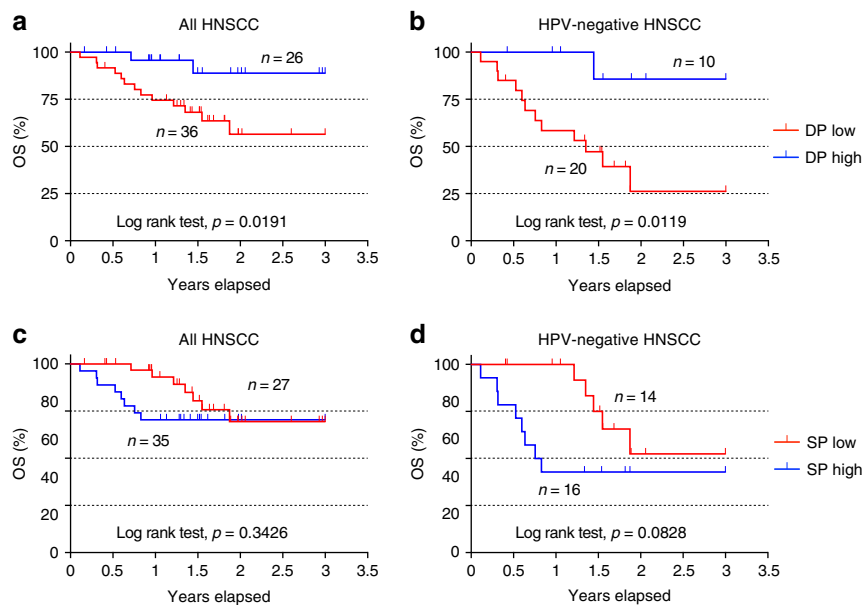 a
All HNSCC
100
75
50
25
0
OS (%)
n = 26
n = 36
Log rank test, p = 0.0191
0 0.5 1 1.5 2 2.5 3 3.5
Years elapsed
b
HPV-negative HNSCC
100
75
50
25
0
OS (%)
n = 10
n = 20
Log rank test, p = 0.0119
0 0.5 1 1.5 2 2.5 3 3.5
Years elapsed
DP low
DP high
c
All HNSCC
100
80
60
40
20
0
OS (%)
n = 27
n = 35
Log rank test, p = 0.3426
0 0.5 1 1.5 2 2.5 3 3.5
Years elapsed
d
HPV-negative HNSCC
100
80
60
40
20
0
OS (%)
n = 14
n = 16
Log rank test, p = 0.0828
0 0.5 1 1.5 2 2.5 3 3.5
Years elapsed
SP low
SP high